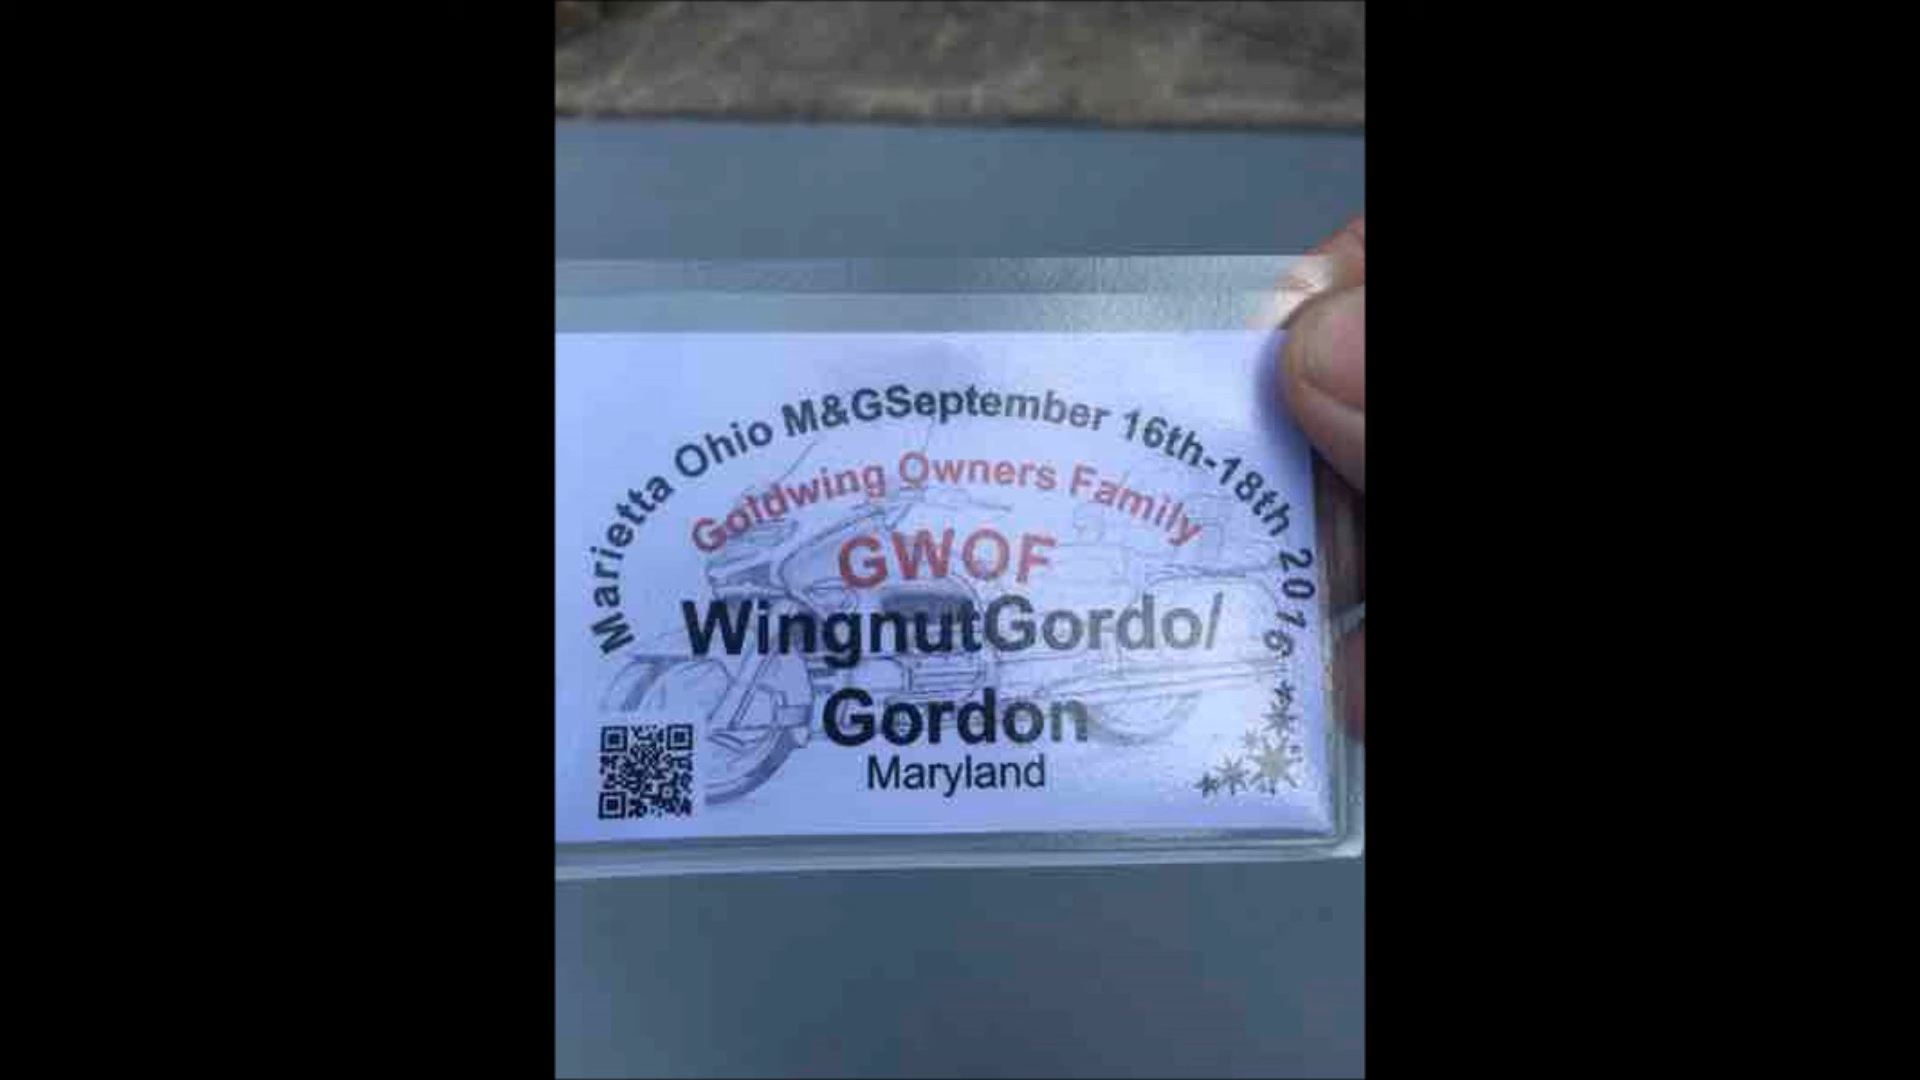 Marietta Ohio M&GSeptember 16th-18th 2016
Goldwing Owners Family
GWOF
WingnutGordo/
Gordon
Maryland